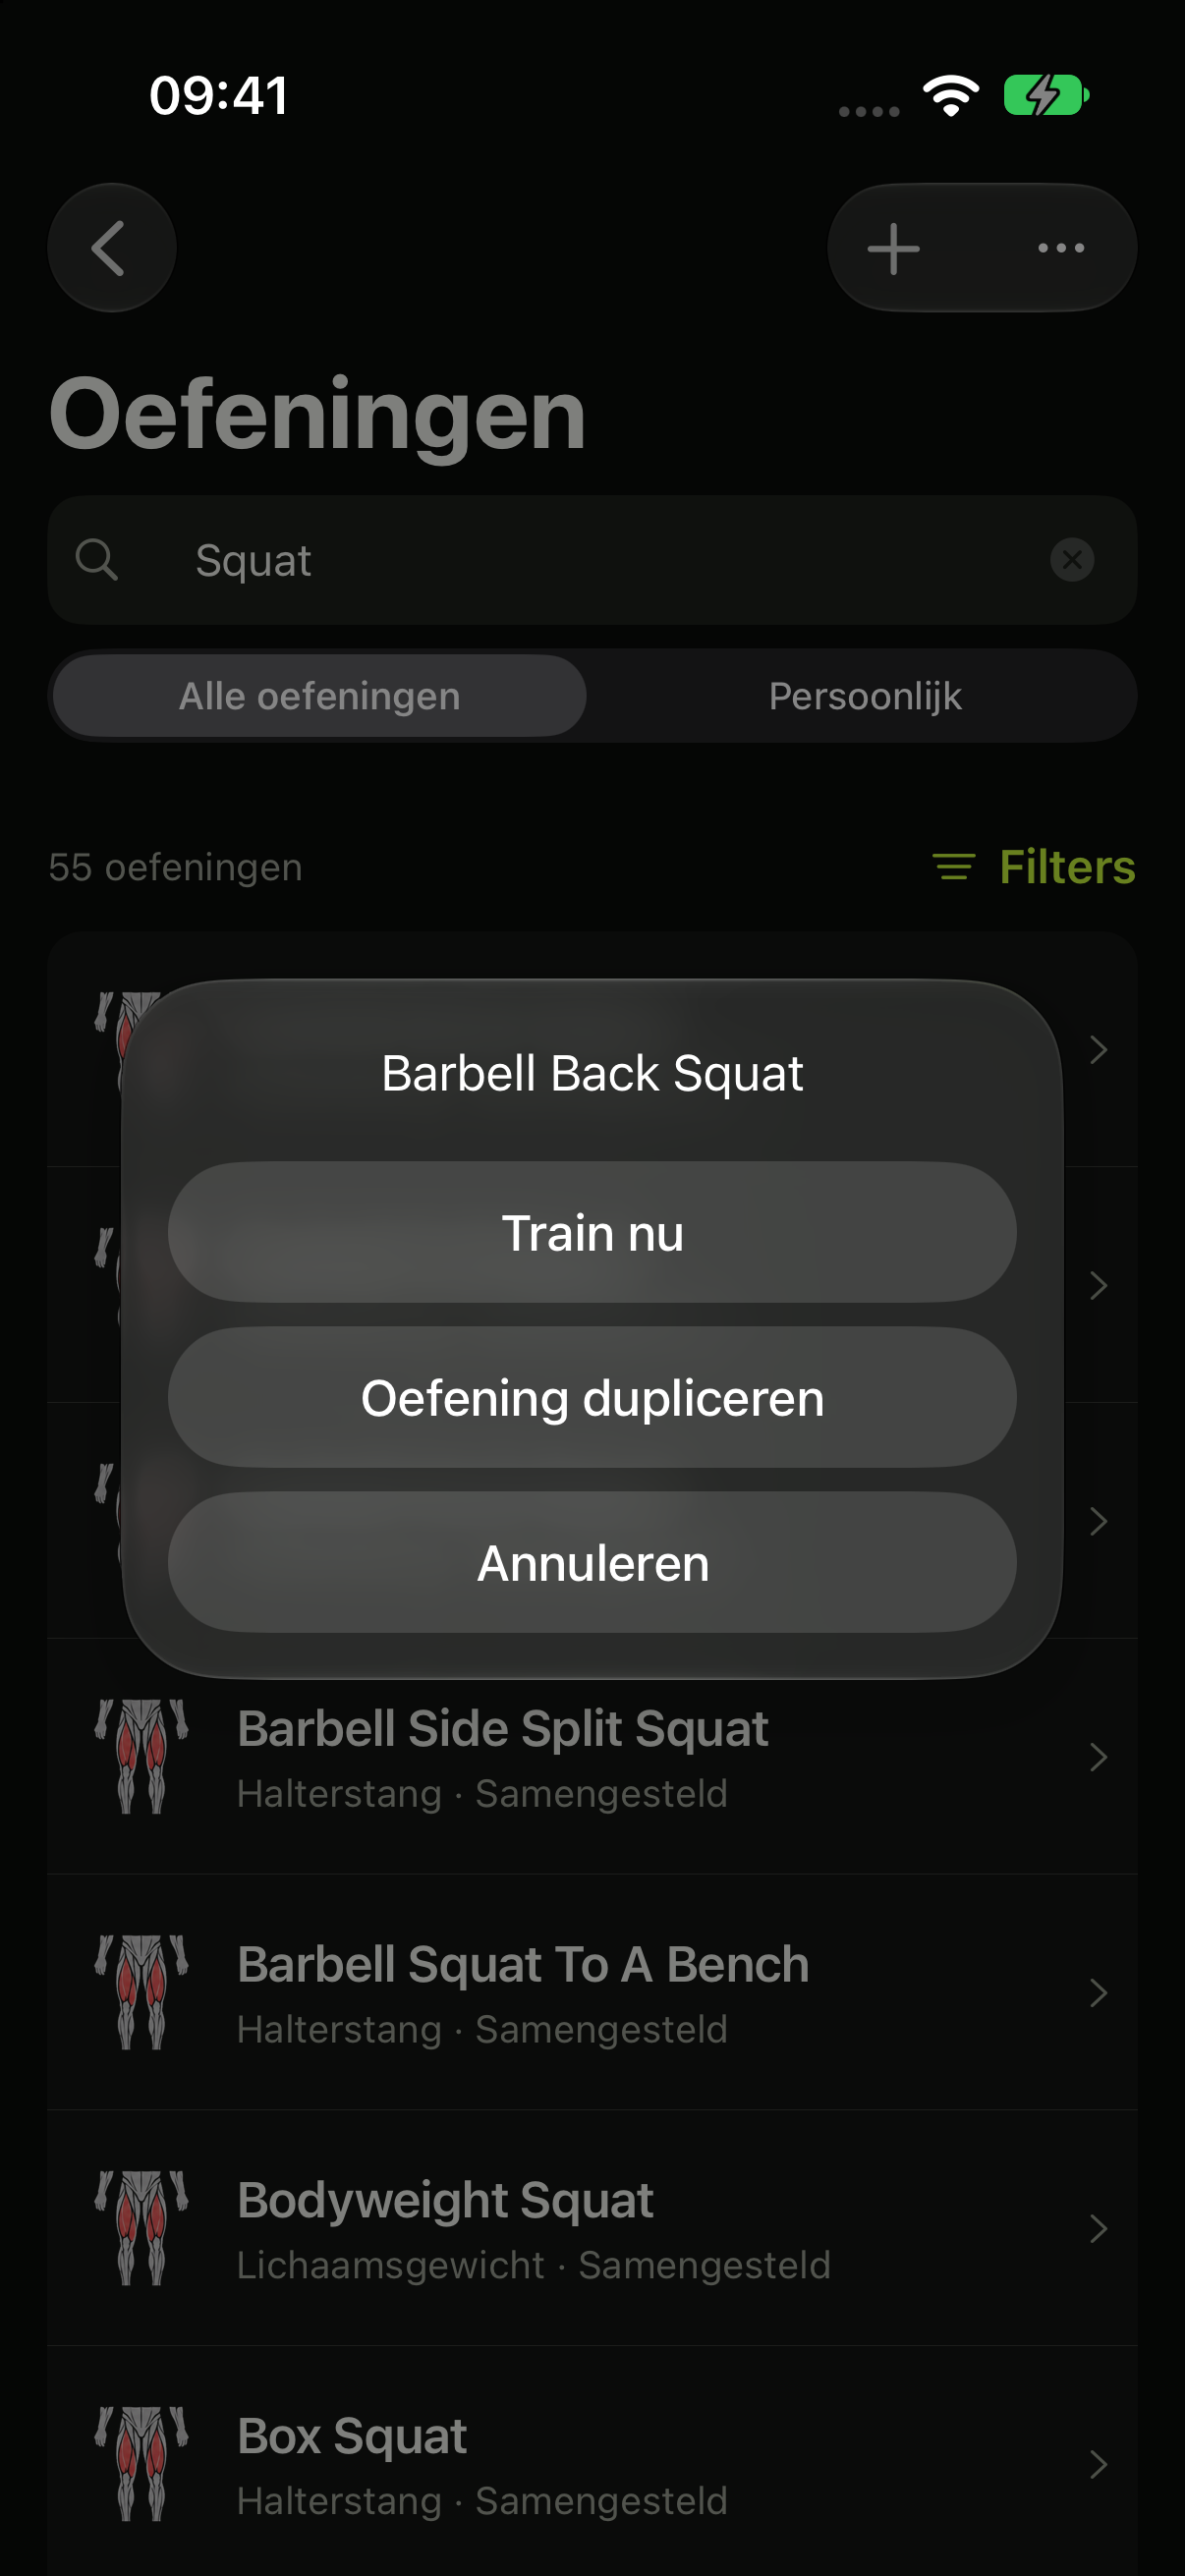 09:41
Oefeningen
Squat
Alle oefeningen
Persoonlijk
55 oefeningen
Filters
Barbell Back Squat
Train nu
Oefening dupliceren
Annuleren
Barbell Side Split Squat
Halterstang · Samengesteld
Barbell Squat To A Bench
Halterstang · Samengesteld
Bodyweight Squat
Lichaamsgewicht · Samengesteld
Box Squat
Halterstang · Samengesteld